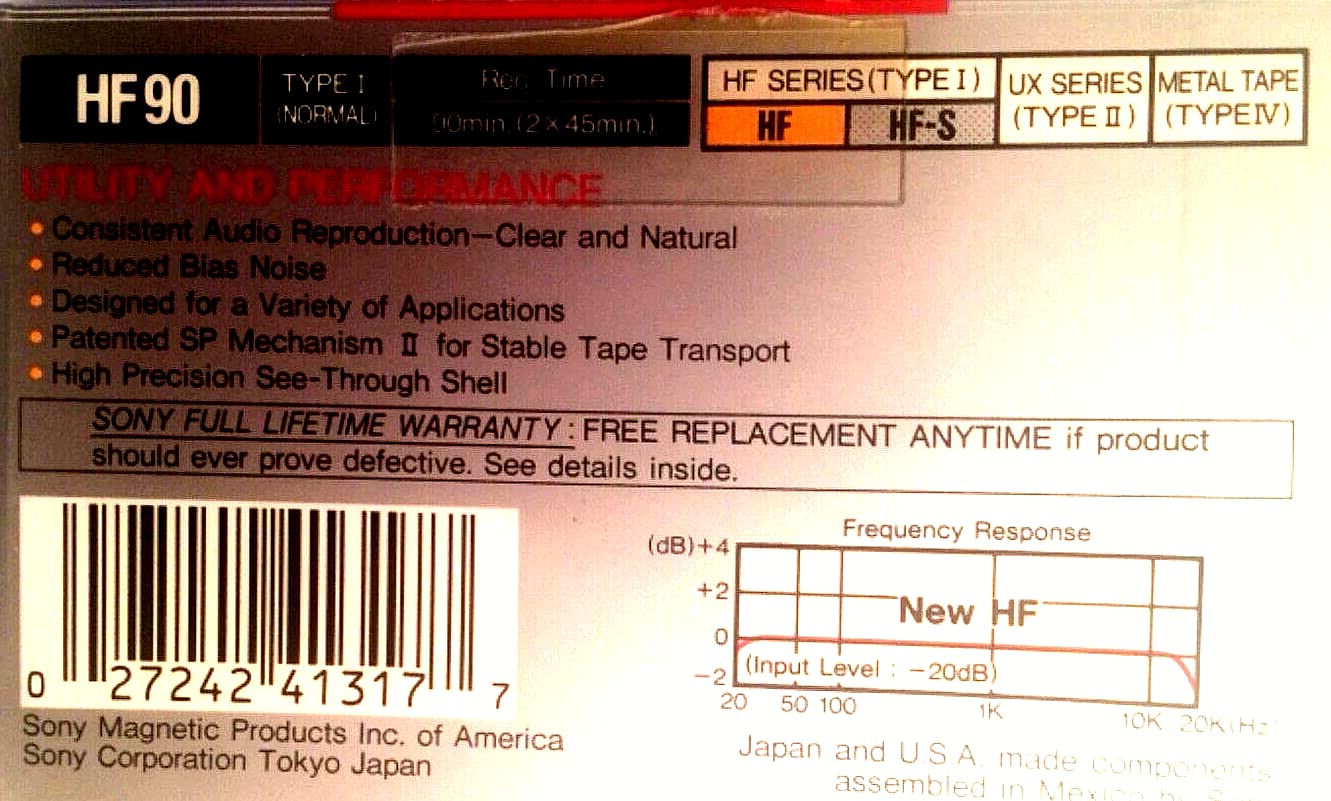 HF 90
TYPE I
(NORMAL)
Rec. Time
90min. (2×45min.)
HF SERIES (TYPE I)
HF
HF-S
UX SERIES
(TYPE II)
METAL TAPE
(TYPE IV)
UTILITY AND PERFORMANCE
• Consistent Audio Reproduction—Clear and Natural
• Reduced Bias Noise
• Designed for a Variety of Applications
• Patented SP Mechanism II for Stable Tape Transport
• High Precision See-Through Shell
SONY FULL LIFETIME WARRANTY: FREE REPLACEMENT ANYTIME if product
should ever prove defective. See details inside.
0 27242 41317 7
Sony Magnetic Products Inc. of America
Sony Corporation Tokyo Japan
Frequency Response
(dB) +4
+2
0
−2
New HF
(Input Level : −20dB)
20 50 100 1K 10K 20K (Hz)
Japan and U.S.A. made components
assembled in Mexico by